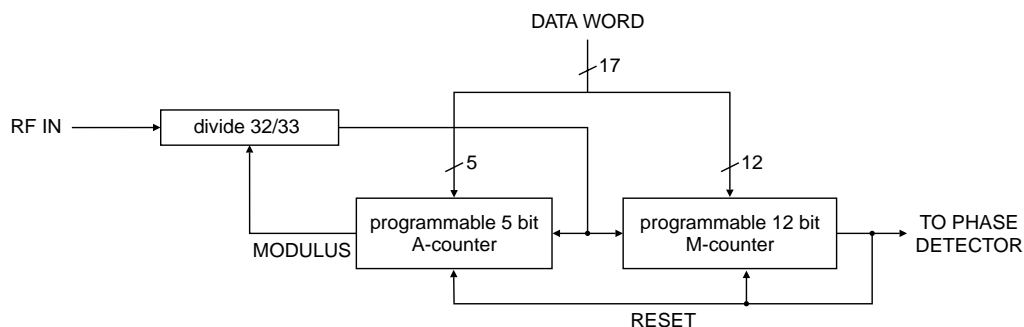 DATA WORD
17
RF IN
divide 32/33
5
12
programmable 5 bit
A-counter
programmable 12 bit
M-counter
TO PHASE
DETECTOR
MODULUS
RESET